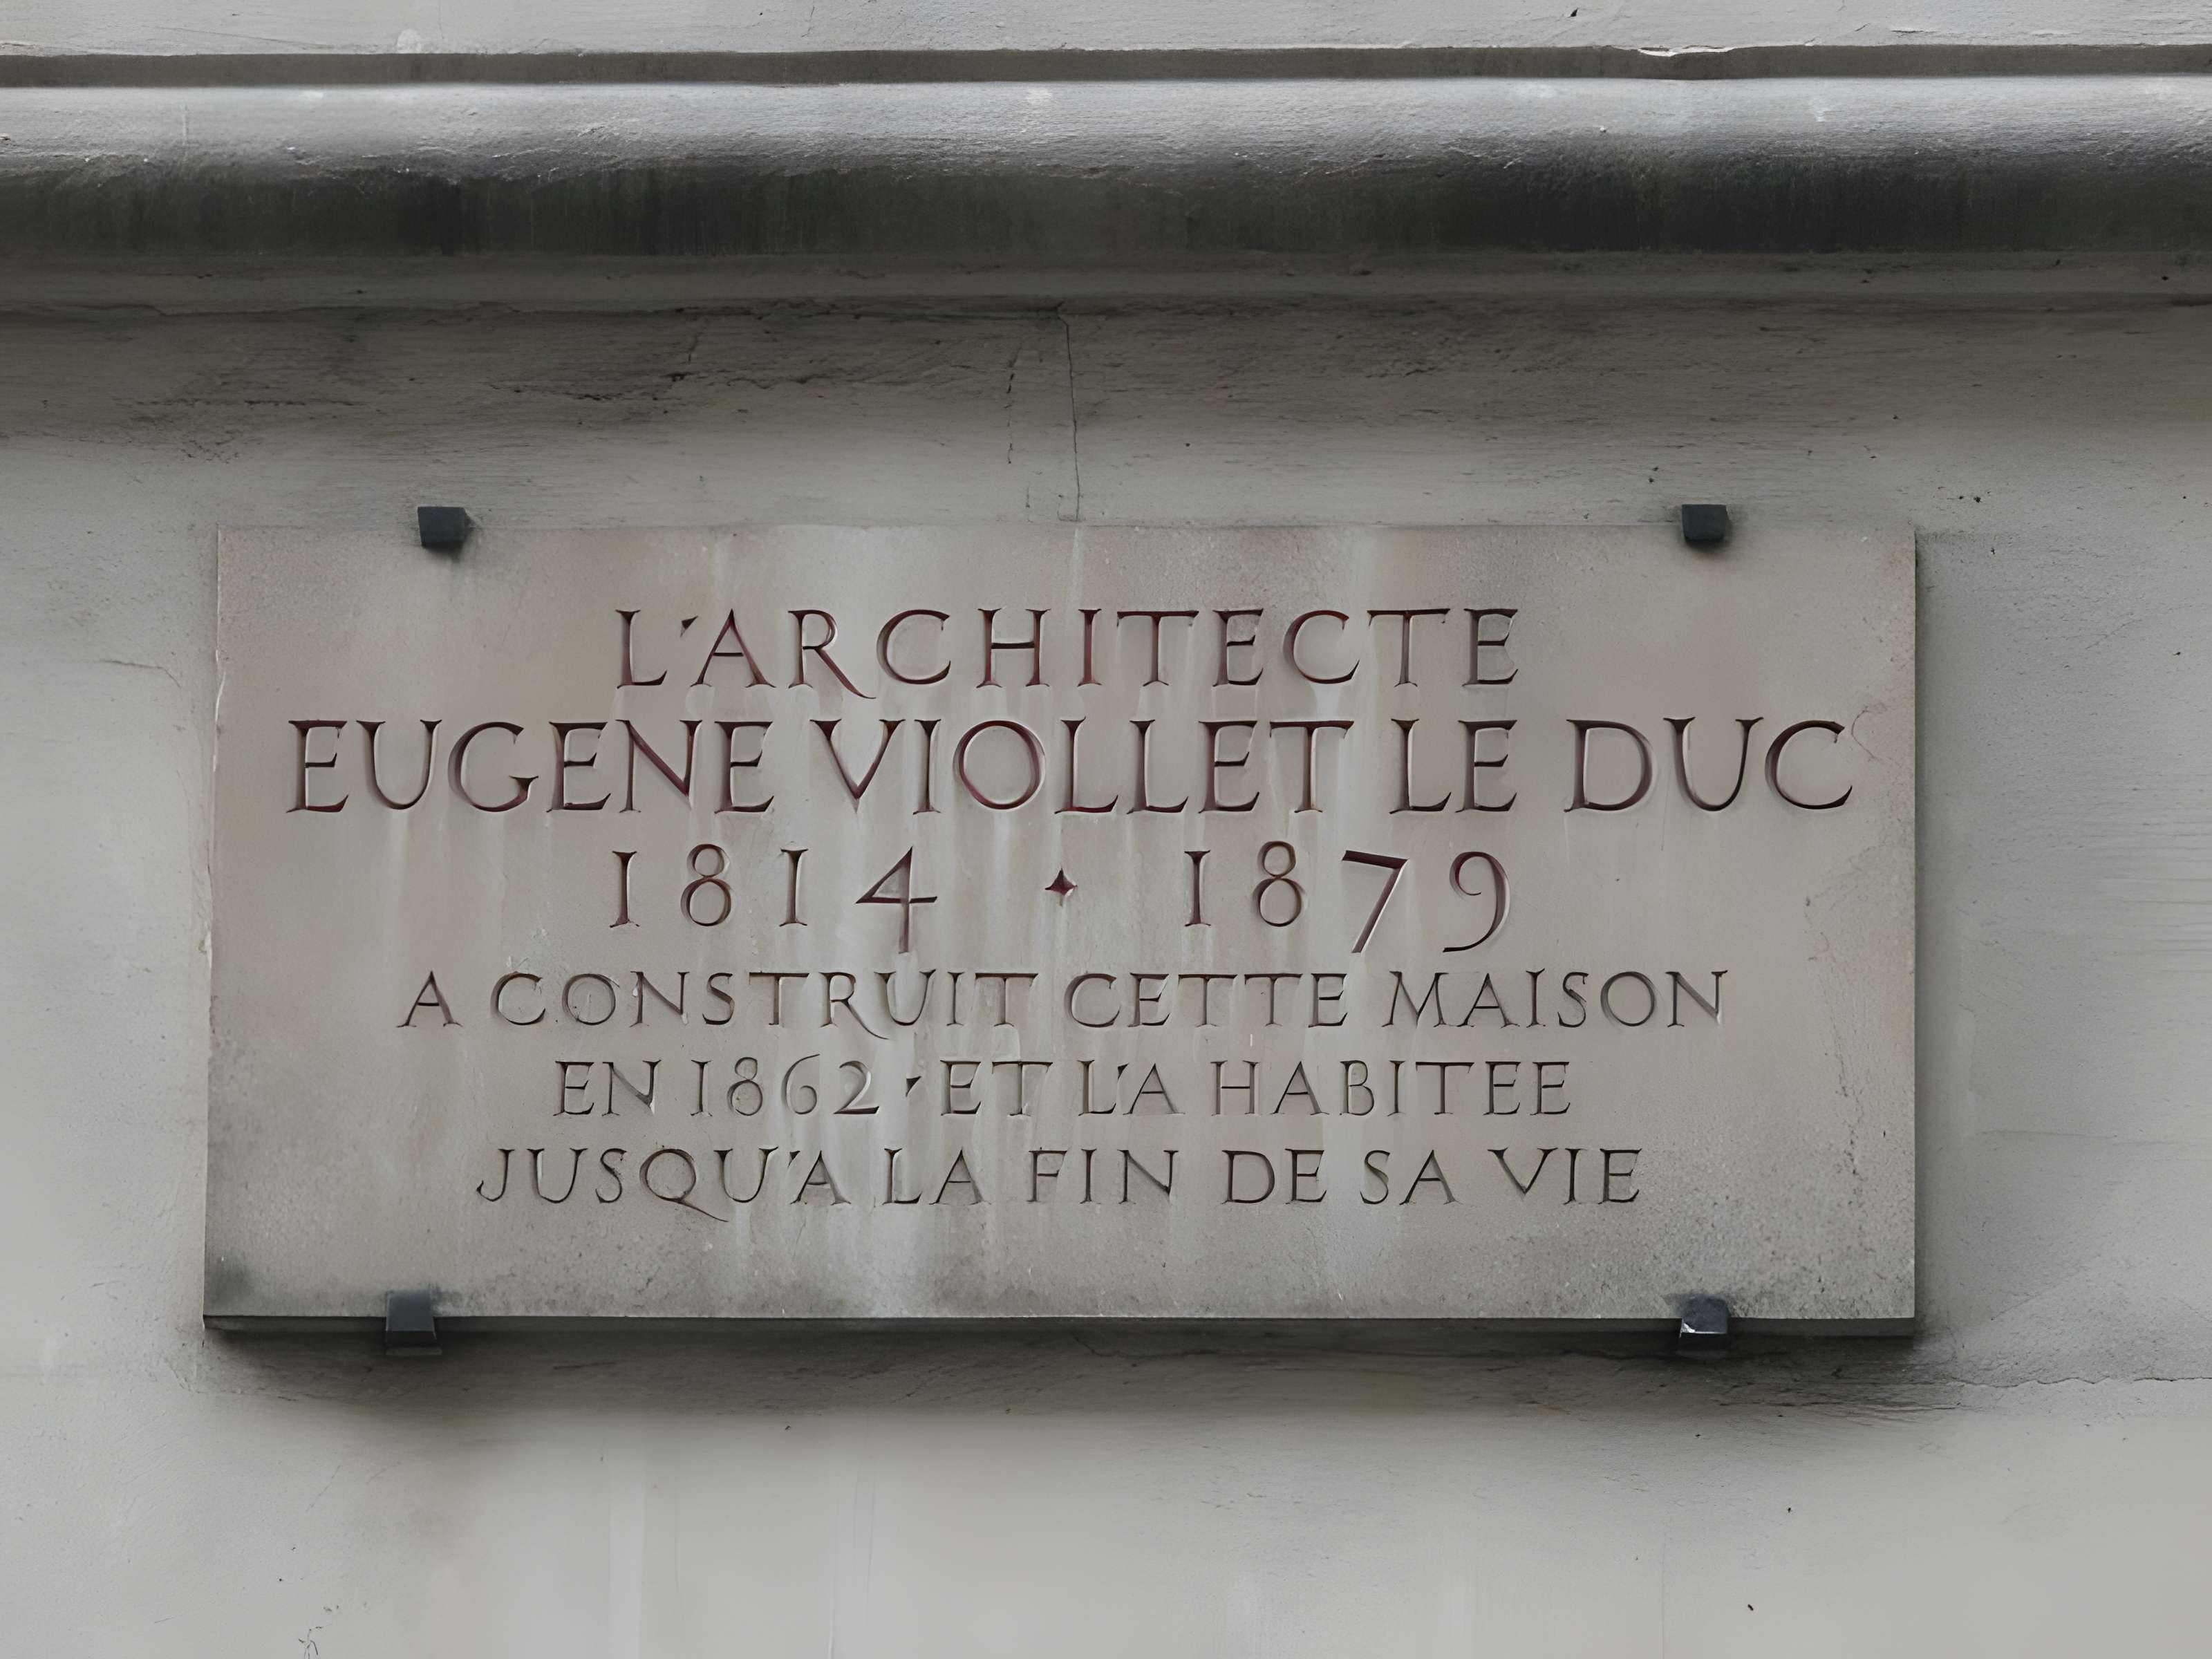 L'ARCHITECTE
EUGENE VIOLLET LE DUC
1814 · 1879
A CONSTRUIT CETTE MAISON
EN 1862 ' ET L'A HABITEE
JUSQU'A LA FIN DE SA VIE